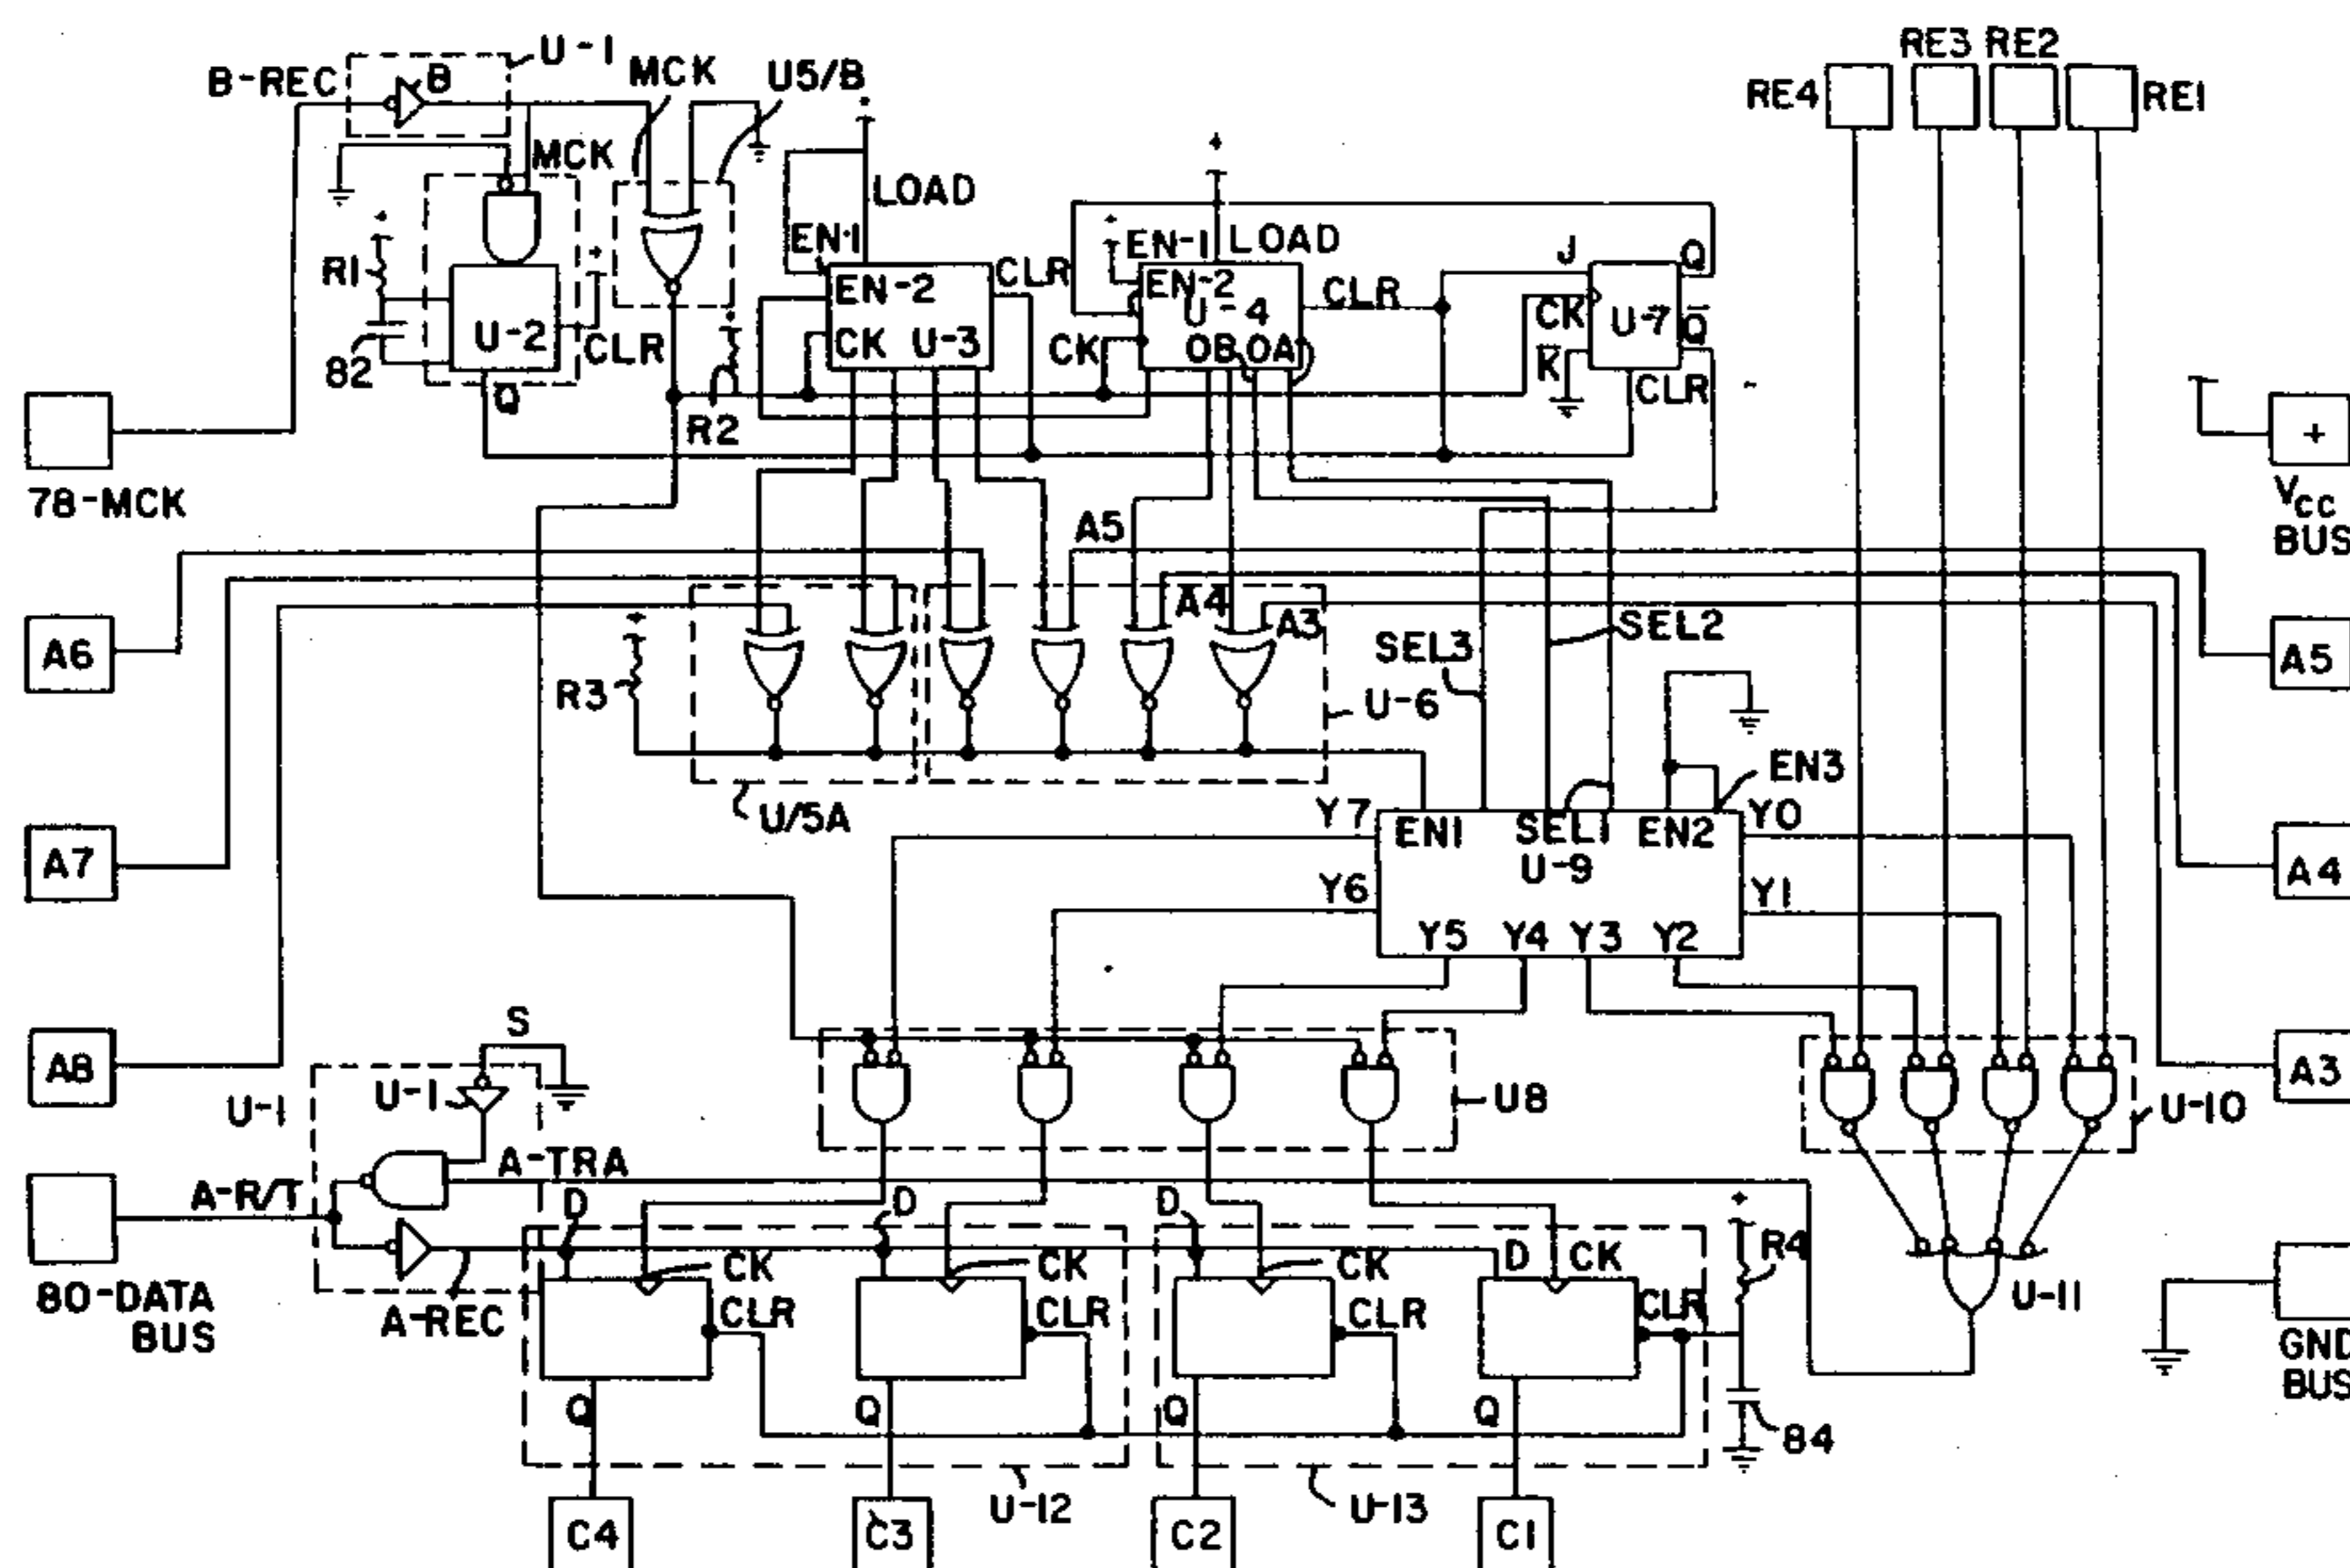 B-REC
B
U-1
MCK
U5/B
RE3 RE2
RE4
RE1
MCK
LOAD
EN-1
CLR
EN-1
LOAD
J
Q
R1
EN-2
EN-2
U-4
CLR
CK
U-7
Q̅
U-2
CLR
CK
U-3
CK
OB
OA
K̅
CLR
82
Q
R2
+
78-MCK
VCC
BUS
A5
A6
A4
A3
SEL3
SEL2
A5
R3
U-6
EN3
A7
U/5A
Y7
EN1
SEL1
EN2
Y0
U-9
A4
Y6
Y1
Y5
Y4
Y3
Y2
S
A8
U-1
U-1
U8
U-10
A3
A-TRA
A-R/T
D
D
D
D
CK
R4
CK
CK
CK
80-DATA
BUS
A-REC
CLR
CLR
CLR
CLR
U-11
GND
BUS
Q
Q
Q
Q
84
U-12
U-13
C4
C3
C2
C1